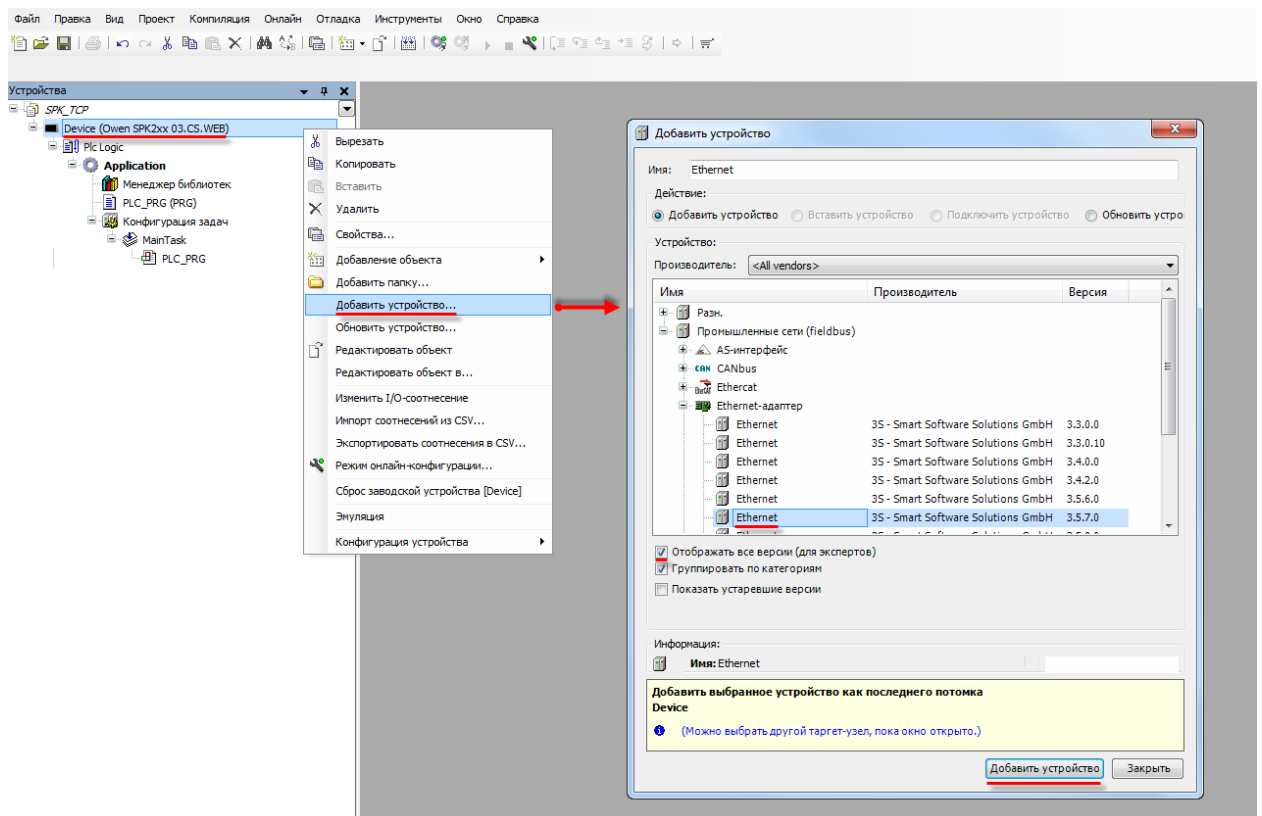 Файл Правка Вид Проект Компиляция Онлайн Отладка Инструменты Окно Справка
Устройства
SPK_TCP
Device (Owen SPK2xx 03.CS.WEB)
Plc Logic
Application
Менеджер библиотек
PLC_PRG (PRG)
Конфигурация задач
MainTask
PLC_PRG
Вырезать
Копировать
Вставить
Удалить
Свойства...
Добавление объекта
Добавить папку...
Добавить устройство...
Обновить устройство...
Редактировать объект
Редактировать объект в...
Изменить I/O-соотнесение
Импорт соотнесений из CSV...
Экспортировать соотнесения в CSV...
Режим онлайн-конфигурации...
Сброс заводской устройства [Device]
Эмуляция
Конфигурация устройства
Добавить устройство
Имя: Ethernet
Действие:
Добавить устройство Вставить устройство Подключить устройство Обновить устро
Устройство:
Производитель: <All vendors>
Имя Производитель Версия
Разн.
Промышленные сети (fieldbus)
AS-интерфейс
CAN CANbus
Ethercat
Ethernet-адаптер
Ethernet 3S - Smart Software Solutions GmbH 3.3.0.0
Ethernet 3S - Smart Software Solutions GmbH 3.3.0.10
Ethernet 3S - Smart Software Solutions GmbH 3.4.0.0
Ethernet 3S - Smart Software Solutions GmbH 3.4.2.0
Ethernet 3S - Smart Software Solutions GmbH 3.5.6.0
Ethernet 3S - Smart Software Solutions GmbH 3.5.7.0
Отображать все версии (для экспертов)
Группировать по категориям
Показать устаревшие версии
Информация:
Имя: Ethernet
Добавить выбранное устройство как последнего потомка
Device
(Можно выбрать другой таргет-узел, пока окно открыто.)
Добавить устройство Закрыть